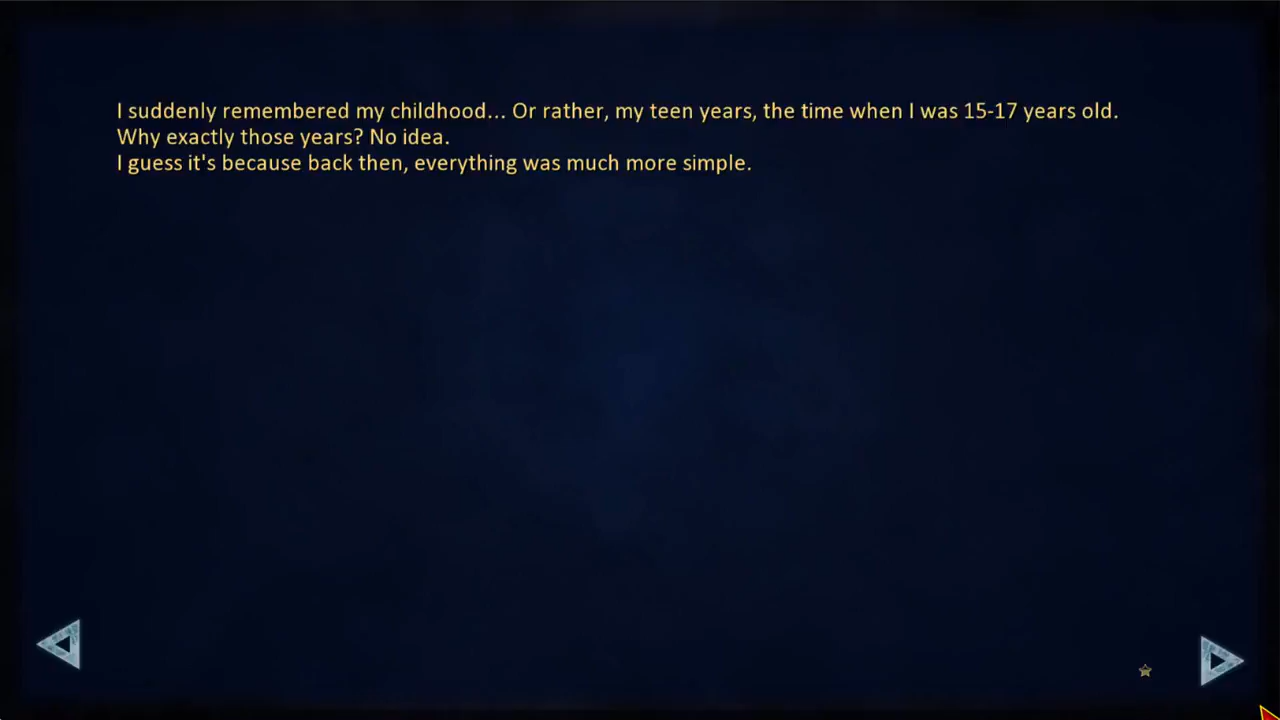 I suddenly remembered my childhood... Or rather, my teen years, the time when I was 15-17 years old.
Why exactly those years? No idea.
I guess it's because back then, everything was much more simple.